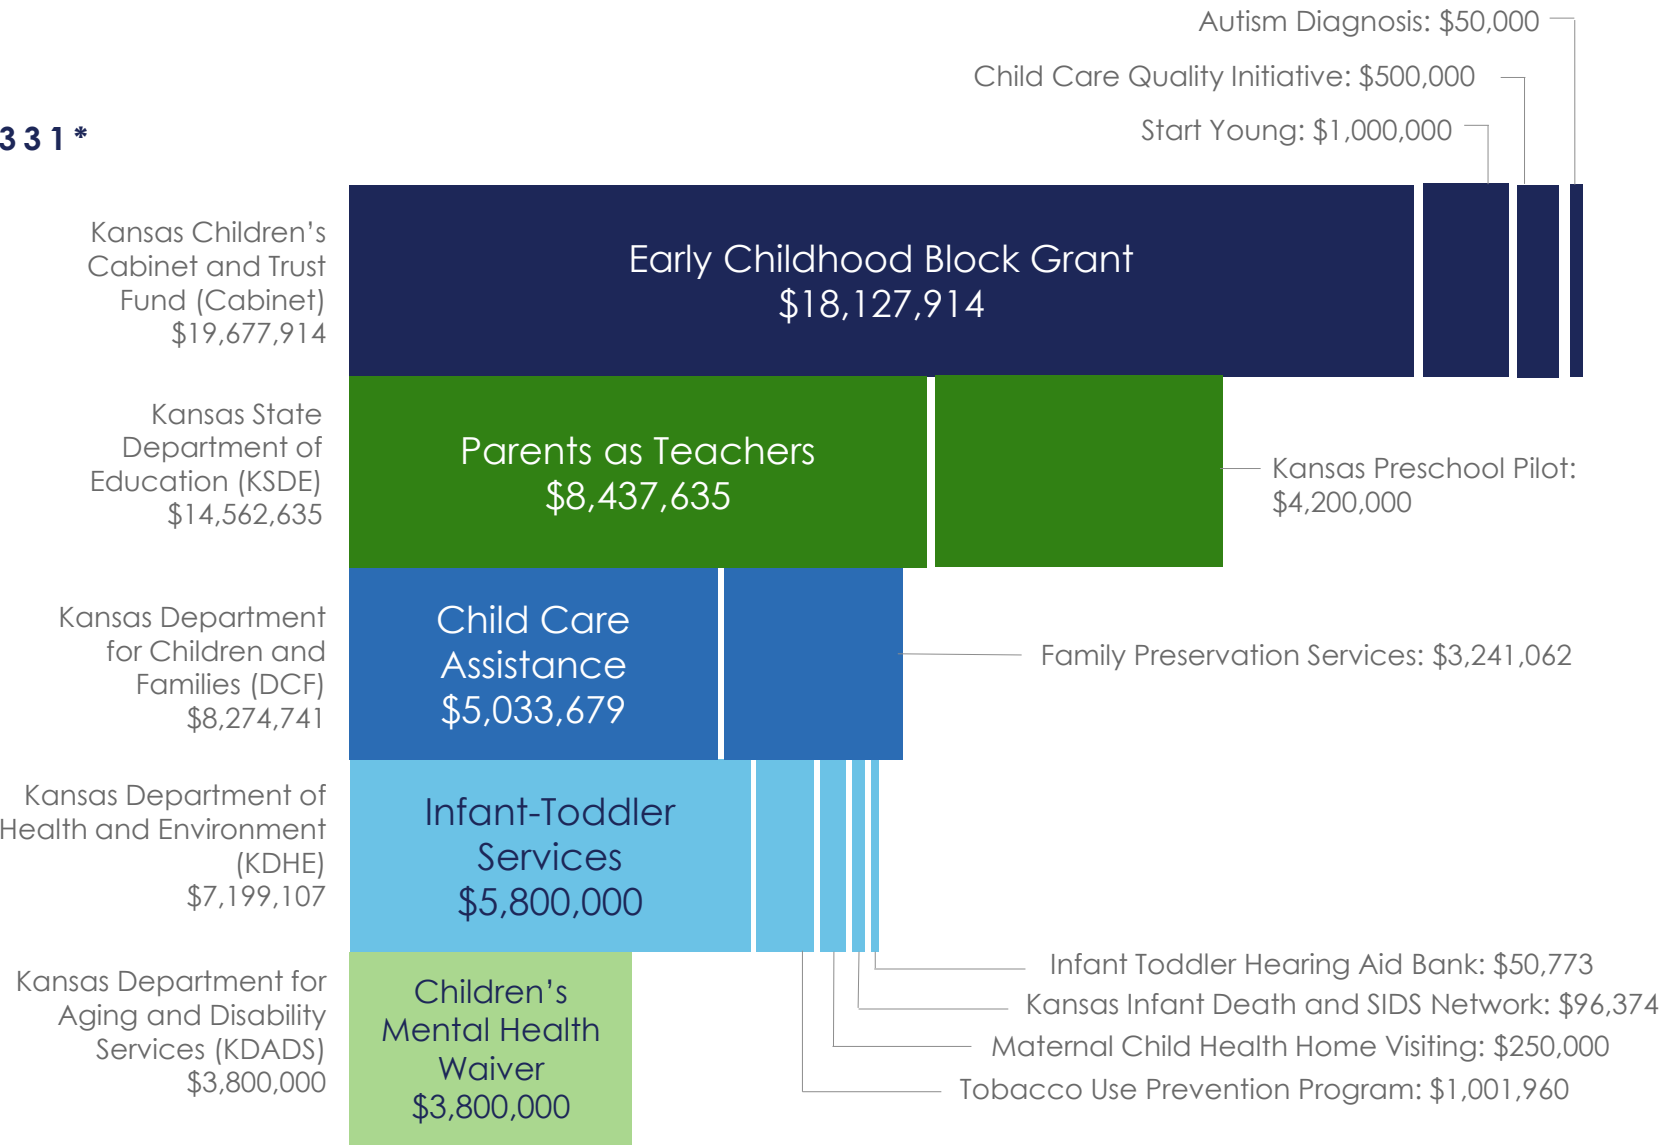 Autism Diagnosis: $50,000
Child Care Quality Initiative: $500,000
Start Young: $1,000,000
331*
Kansas Children’s
Cabinet and Trust
Fund (Cabinet)
$19,677,914
Early Childhood Block Grant
$18,127,914
Kansas State
Department of
Education (KSDE)
$14,562,635
Parents as Teachers
$8,437,635
Kansas Preschool Pilot:
$4,200,000
Kansas Department
for Children and
Families (DCF)
$8,274,741
Child Care
Assistance
$5,033,679
Family Preservation Services: $3,241,062
Kansas Department of
Health and Environment
(KDHE)
$7,199,107
Infant-Toddler
Services
$5,800,000
Infant Toddler Hearing Aid Bank: $50,773
Kansas Infant Death and SIDS Network: $96,374
Maternal Child Health Home Visiting: $250,000
Tobacco Use Prevention Program: $1,001,960
Kansas Department for
Aging and Disability
Services (KDADS)
$3,800,000
Children’s
Mental Health
Waiver
$3,800,000